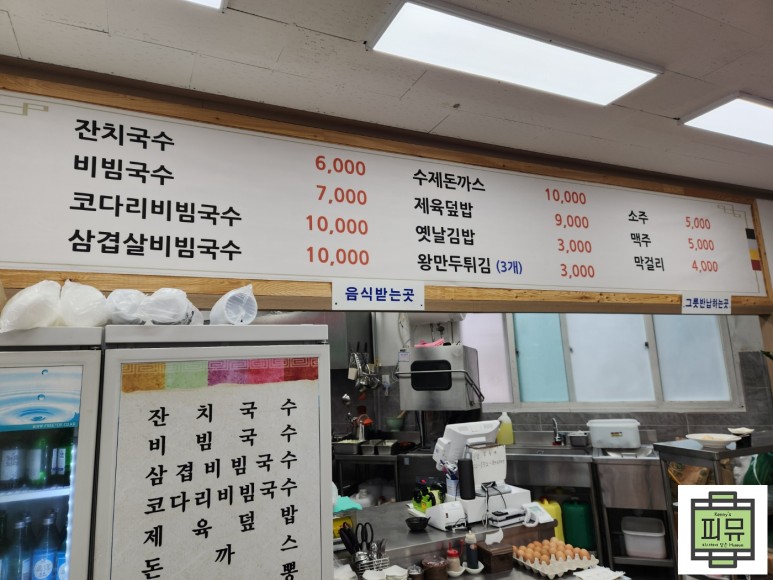 잔치국수 6,000
비빔국수 7,000
코다리비빔국수 10,000
삼겹살비빔국수 10,000
수제돈까스 10,000
제육덮밥 9,000
옛날김밥 3,000
왕만두튀김 (3개) 3,000
소주 5,000
맥주 5,000
막걸리 4,000
음식받는곳
그릇반납하는곳
잔 치 국 수
비 빔 국 수
삼 겹 비 빔 국 수
코 다 리 비 빔 국 수
제 육 덮 밥
돈 까 스
짬
Kenny's
피뮤